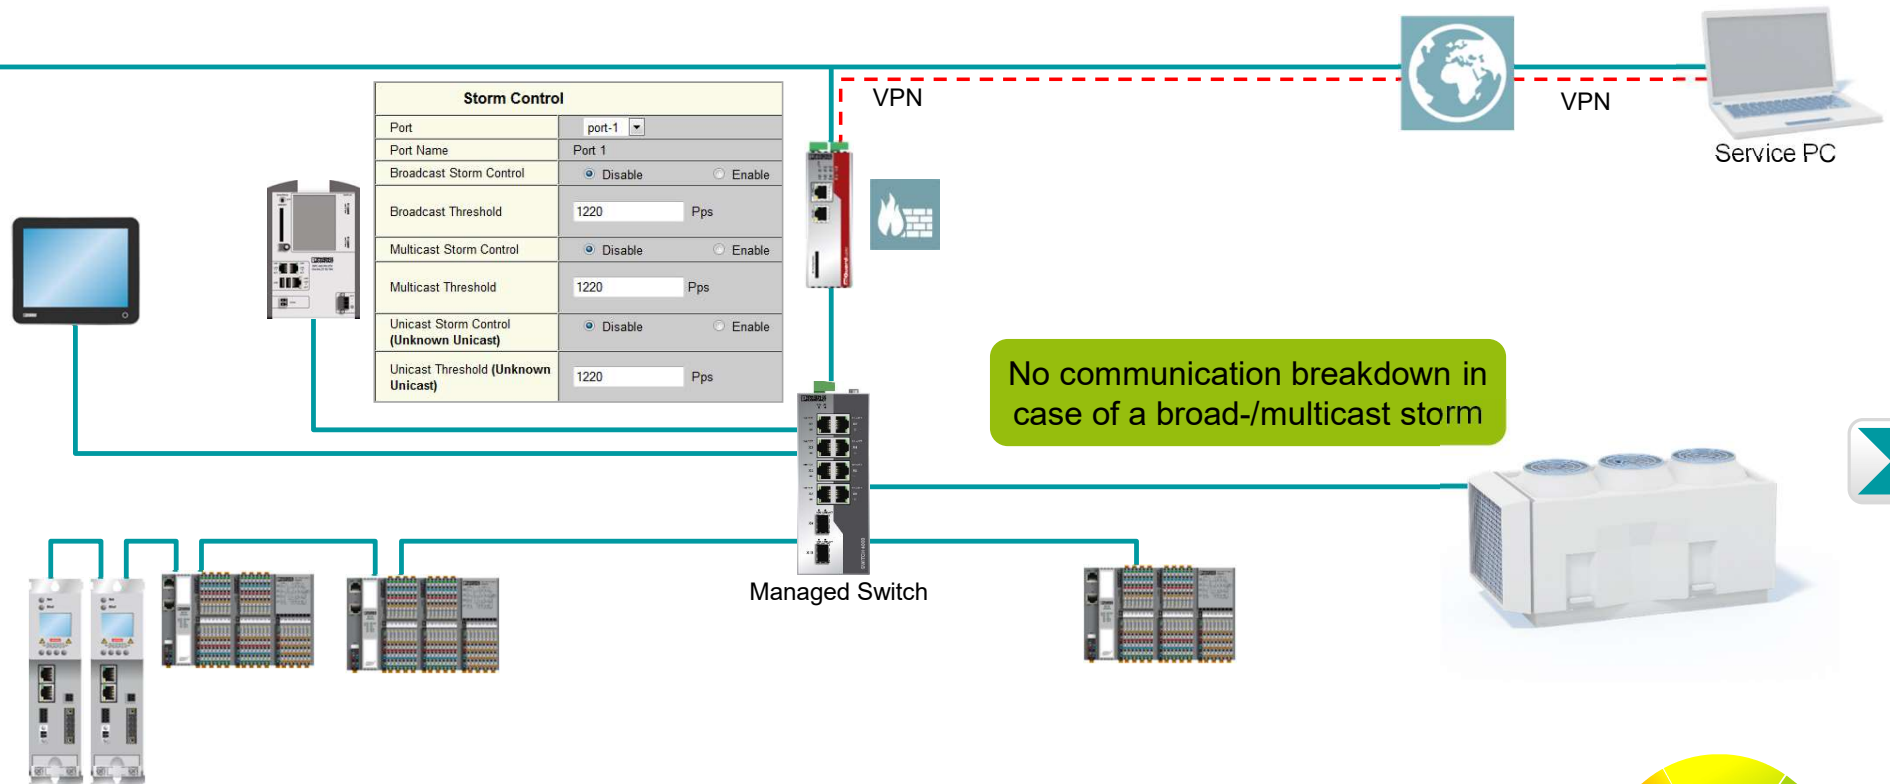 VPN
VPN
Service PC
Storm Control
Port port-1
Port Name Port 1
Broadcast Storm Control Disable Enable
Broadcast Threshold 1220 Pps
Multicast Storm Control Disable Enable
Multicast Threshold 1220 Pps
Unicast Storm Control Disable Enable
(Unknown Unicast)
Unicast Threshold (Unknown
Unicast) 1220 Pps
No communication breakdown in
case of a broad-/multicast storm
Managed Switch